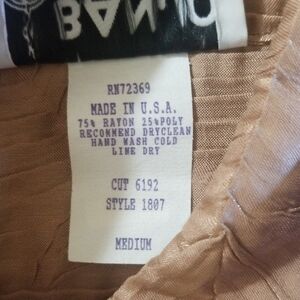 RN72369
MADE IN U.S.A.
75% RAYON 25%POLY
RECOMMEND DRYCLEAN
HAND WASH COLD
LINE DRY
CUT 6192
STYLE 1807
MEDIUM